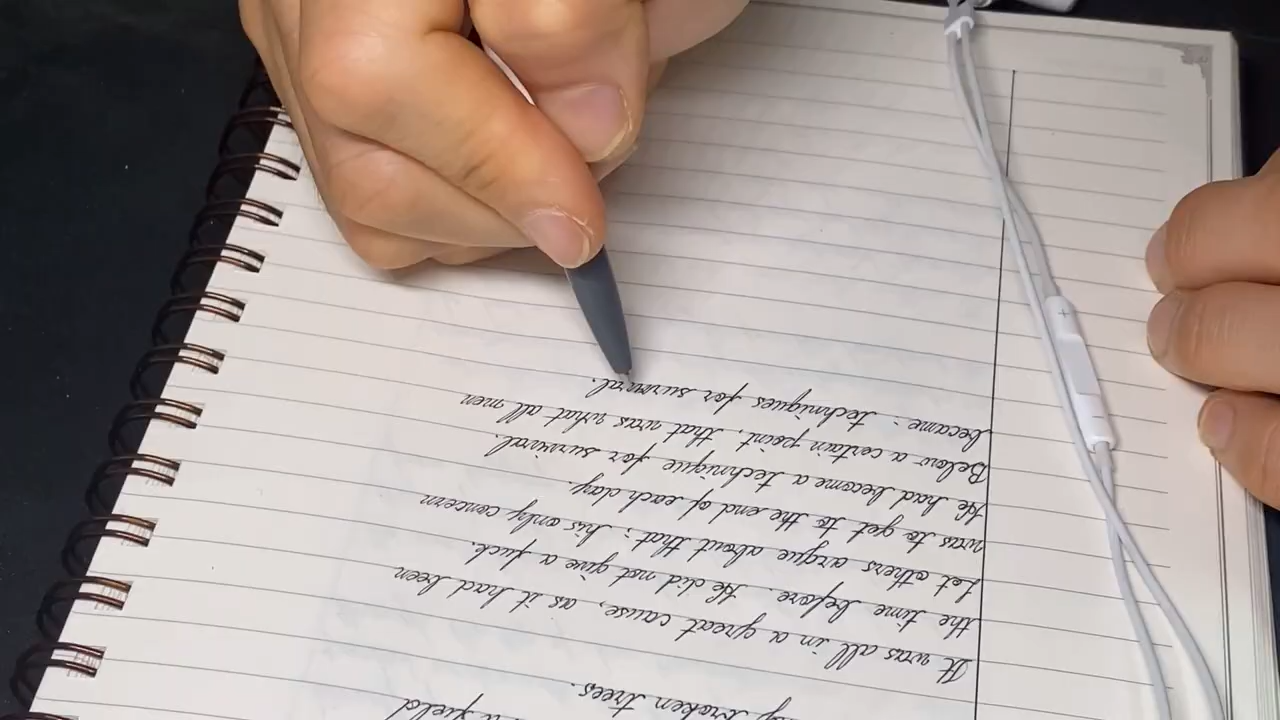 it
broken trees.
It was all in a great cause, as it had been
the time before. He did not give a fuck.
Let others argue about that; his only concern
was to get to the end of each day.
He had become a technique for survival.
Below a certain point, that was what all men
became: techniques for survival.